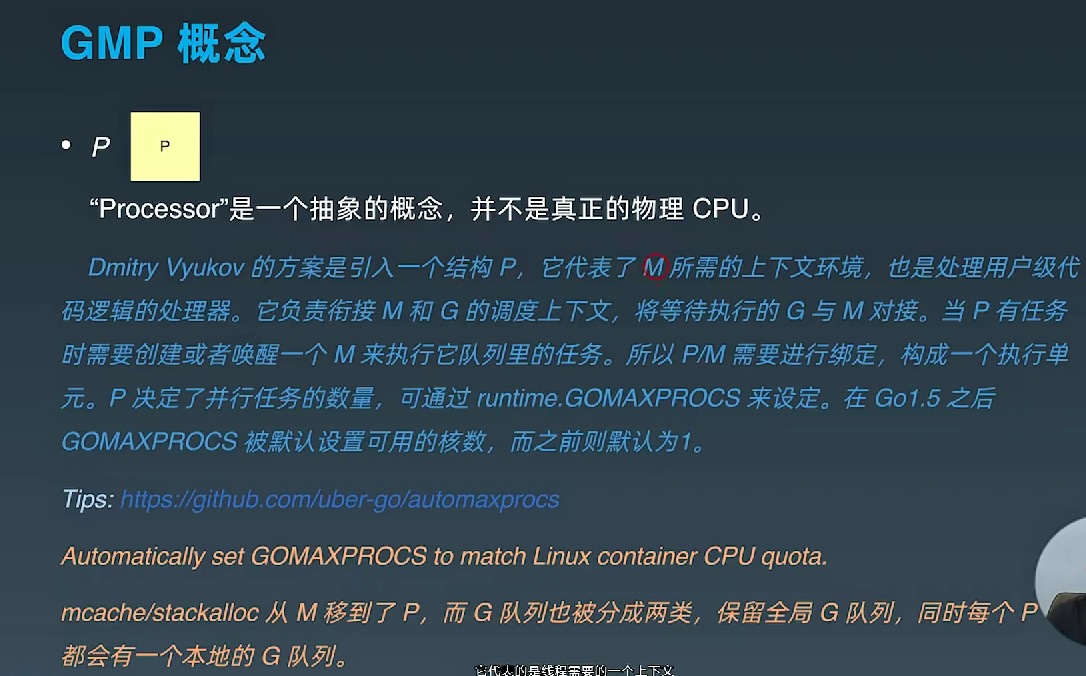 GMP 概念
• P
P
“Processor”是一个抽象的概念，并不是真正的物理 CPU。
Dmitry Vyukov 的方案是引入一个结构 P，它代表了 M 所需的上下文环境，也是处理用户级代
码逻辑的处理器。它负责衔接 M 和 G 的调度上下文，将等待执行的 G 与 M 对接。当 P 有任务
时需要创建或者唤醒一个 M 来执行它队列里的任务。所以 P/M 需要进行绑定，构成一个执行单
元。P 决定了并行任务的数量，可通过 runtime.GOMAXPROCS 来设定。在 Go1.5 之后
GOMAXPROCS 被默认设置可用的核数，而之前则默认为1。
Tips: https://github.com/uber-go/automaxprocs
Automatically set GOMAXPROCS to match Linux container CPU quota.
mcache/stackalloc 从 M 移到了 P，而 G 队列也被分成两类，保留全局 G 队列，同时每个 P
都会有一个本地的 G 队列。
它代表的是线程需要的一个上下文